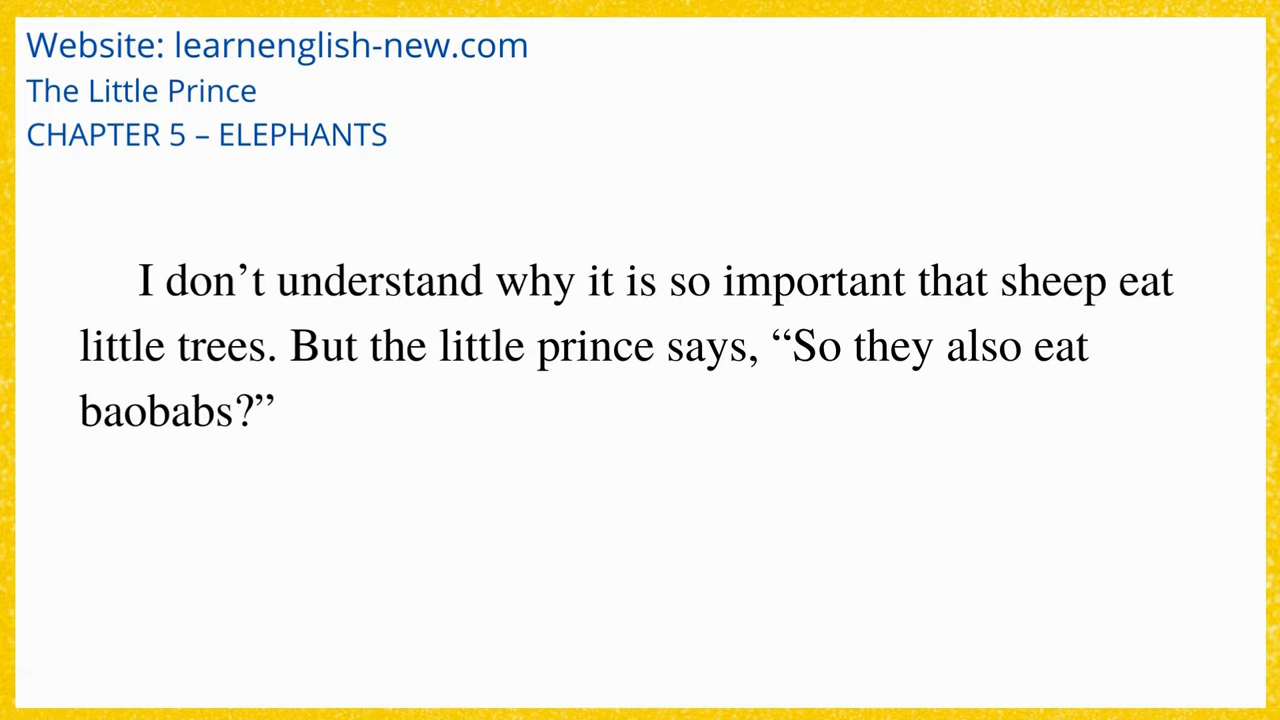 Website: learnenglish-new.com
The Little Prince
CHAPTER 5 – ELEPHANTS
I don’t understand why it is so important that sheep eat
little trees. But the little prince says, “So they also eat
baobabs?”